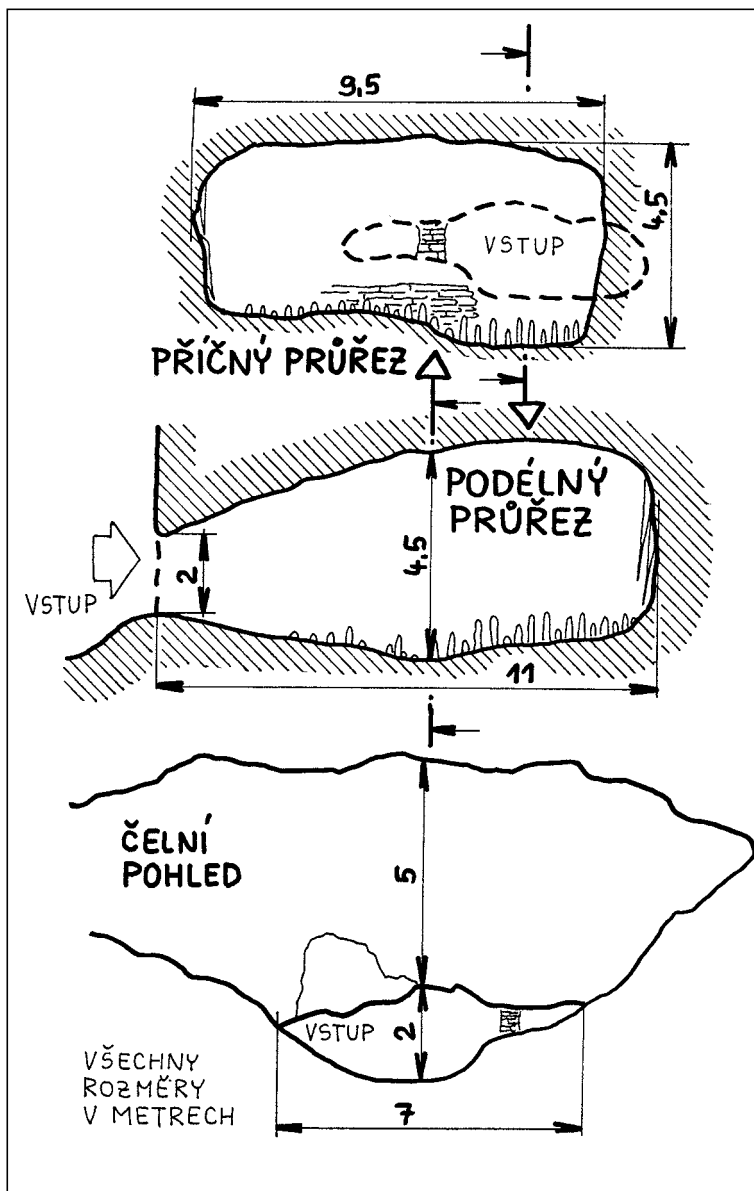 9,5
4,5
VSTUP
PŘÍČNÝ PRŮŘEZ
PODÉLNÝ
PRŮŘEZ
4,5
2
VSTUP
11
ČELNÍ
POHLED
5
VSTUP
2
VŠECHNY
ROZMĚRY
V METRECH
7